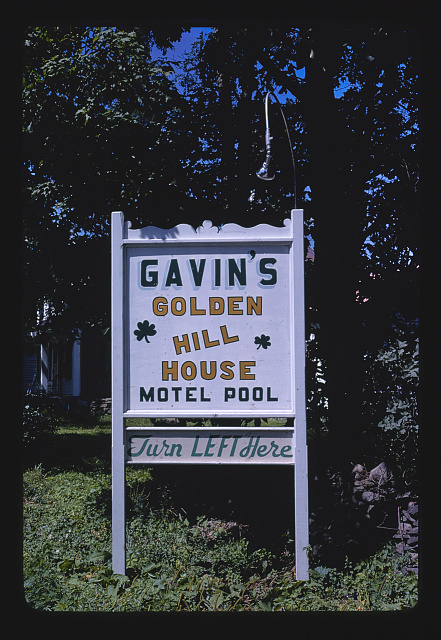 GAVIN'S
GOLDEN
HILL
HOUSE
MOTEL POOL
Turn LEFT Here